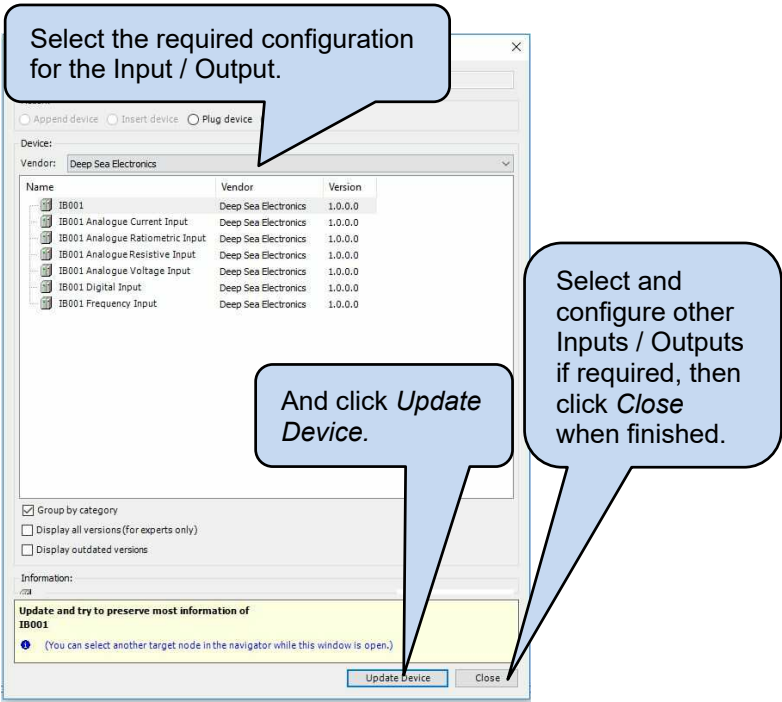 Select the required configuration
for the Input / Output.
Append device
Insert device
Plug device
Device:
Vendor: Deep Sea Electronics
Name Vendor Version
IB001 Deep Sea Electronics 1.0.0.0
IB001 Analogue Current Input Deep Sea Electronics 1.0.0.0
IB001 Analogue Ratiometric Input Deep Sea Electronics 1.0.0.0
IB001 Analogue Resistive Input Deep Sea Electronics 1.0.0.0
IB001 Analogue Voltage Input Deep Sea Electronics 1.0.0.0
IB001 Digital Input Deep Sea Electronics 1.0.0.0
IB001 Frequency Input Deep Sea Electronics 1.0.0.0
Select and
configure other
Inputs / Outputs
if required, then
click Close
when finished.
And click Update
Device.
Group by category
Display all versions (for experts only)
Display outdated versions
Information:
Update and try to preserve most information of
IB001
(You can select another target node in the navigator while this window is open.)
Update Device Close